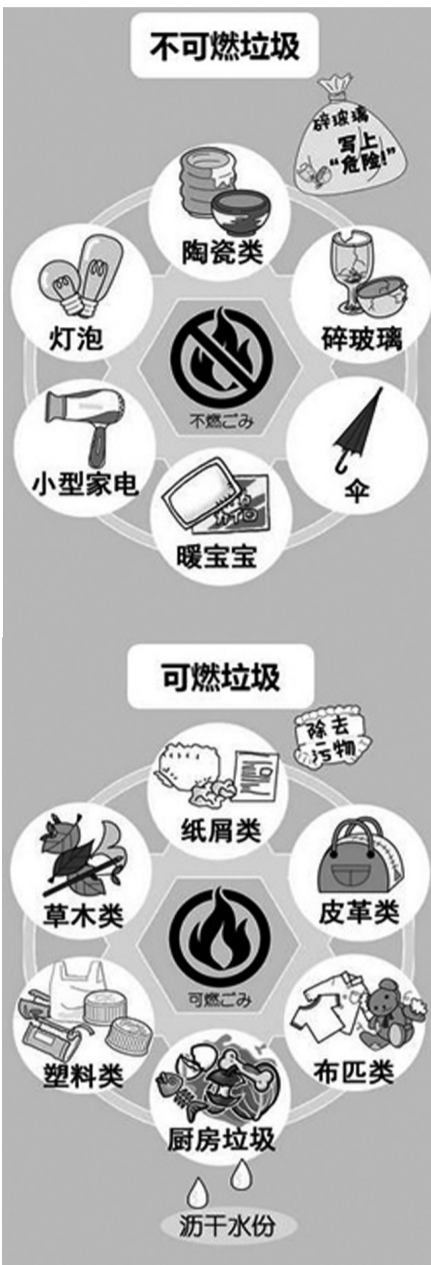 不可燃垃圾
碎玻璃
写上
“危险!”
陶瓷类
灯泡
碎玻璃
不燃ごみ
小型家电
伞
暖宝宝
可燃垃圾
除去
污物
纸屑类
草木类
皮革类
可燃ごみ
塑料类
布匹类
厨房垃圾
沥干水份